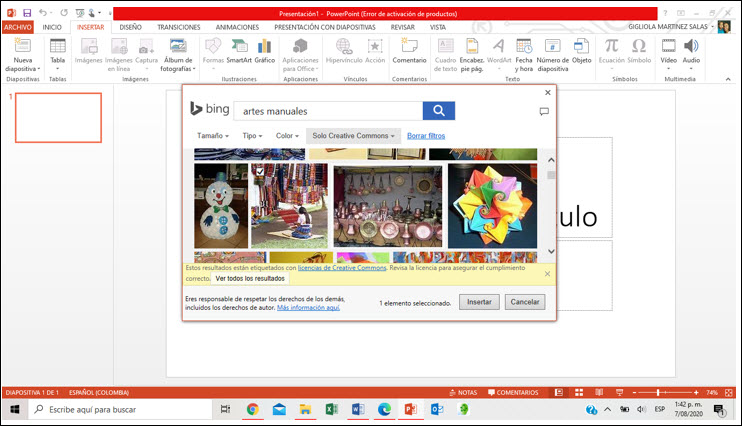 Presentación1 - PowerPoint (Error de activación de productos)
ARCHIVO INICIO INSERTAR DISEÑO TRANSICIONES ANIMACIONES PRESENTACIÓN CON DIAPOSITIVAS REVISAR VISTA
GIGLIOLA MARTINEZ SALAS
Nueva diapositiva
Tabla
Imágenes
Imágenes en línea
Captura
Álbum de fotografías
Formas
SmartArt
Gráfico
Aplicaciones para Office
Hipervínculo
Acción
Comentario
Cuadro de texto
Encabez. pie pág.
WordArt
Fecha y hora
Número de diapositiva
Objeto
Ecuación
Símbolo
Vídeo
Audio
Diapositivas Tablas Imágenes Ilustraciones Aplicaciones Vínculos Comentarios Texto Símbolos Multimedia
1
bing
artes manuales
Tamaño Tipo Color Solo Creative Commons Borrar filtros
ulo
Estos resultados están etiquetados con licencias de Creative Commons. Revisa la licencia para asegurar el cumplimiento
correcto. Ver todos los resultados
Eres responsable de respetar los derechos de los demás,
incluidos los derechos de autor. Más información aquí.
1 elemento seleccionado.
Insertar
Cancelar
DIAPOSITIVA 1 DE 1 ESPAÑOL (COLOMBIA) NOTAS COMENTARIOS 74%
Escribe aquí para buscar
ESP
1:42 p. m.
7/08/2020
1